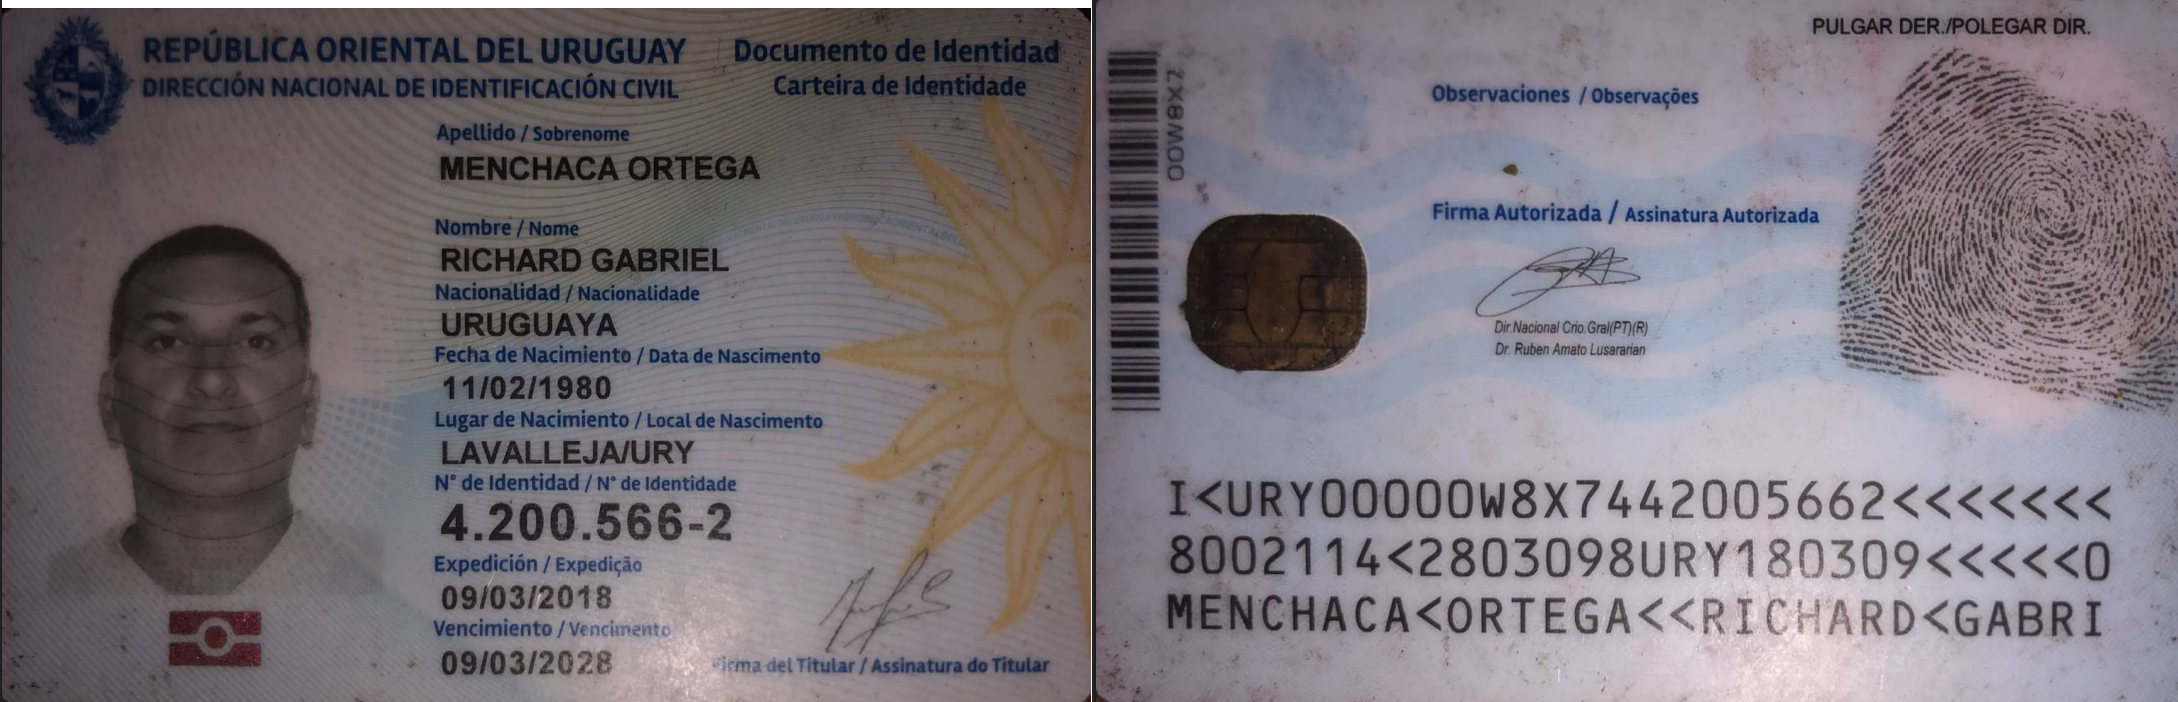 REPÚBLICA ORIENTAL DEL URUGUAY
DIRECCIÓN NACIONAL DE IDENTIFICACIÓN CIVIL
Documento de Identidad
Carteira de Identidade
Apellido / Sobrenome
MENCHACA ORTEGA
Nombre / Nome
RICHARD GABRIEL
Nacionalidad / Nacionalidade
URUGUAYA
Fecha de Nacimiento / Data de Nascimento
11/02/1980
Lugar de Nacimiento / Local de Nascimento
LAVALLEJA/URY
N° de Identidad / N° de Identidade
4.200.566-2
Expedición / Expedição
09/03/2018
Vencimiento / Vencimento
09/03/2028
Firma del Titular / Assinatura do Titular
PULGAR DER./POLEGAR DIR.
00W8X7
Observaciones / Observações
Firma Autorizada / Assinatura Autorizada
Dir.Nacional Crio.Gral(PT)(R)
Dr. Ruben Amato Lusararian
I<URY00000W8X7442005662<<<<<<<
8002114<2803098URY180309<<<<<0
MENCHACA<ORTEGA<<RICHARD<GABRI